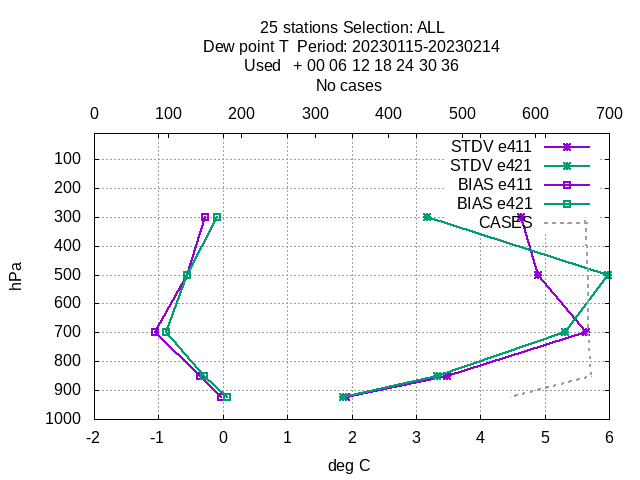 25 stations Selection: ALL
Dew point T  Period: 20230115-20230214
Used   + 00 06 12 18 24 30 36
No cases
0 100 200 300 400 500 600 700
STDV e411
STDV e421
BIAS e411
BIAS e421
CASES
100
200
300
400
500
600
700
800
900
1000
hPa
-2 -1 0 1 2 3 4 5 6
deg C